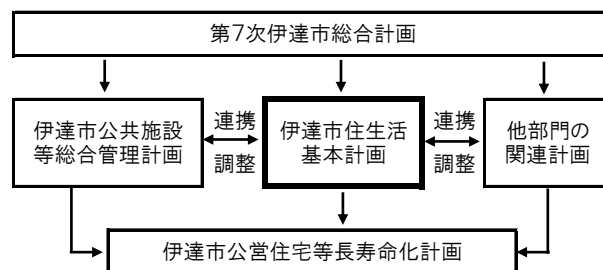 第7次伊達市総合計画
伊達市公共施設
等総合管理計画
連携
調整
伊達市住生活
基本計画
連携
調整
他部門の
関連計画
伊達市公営住宅等長寿命化計画